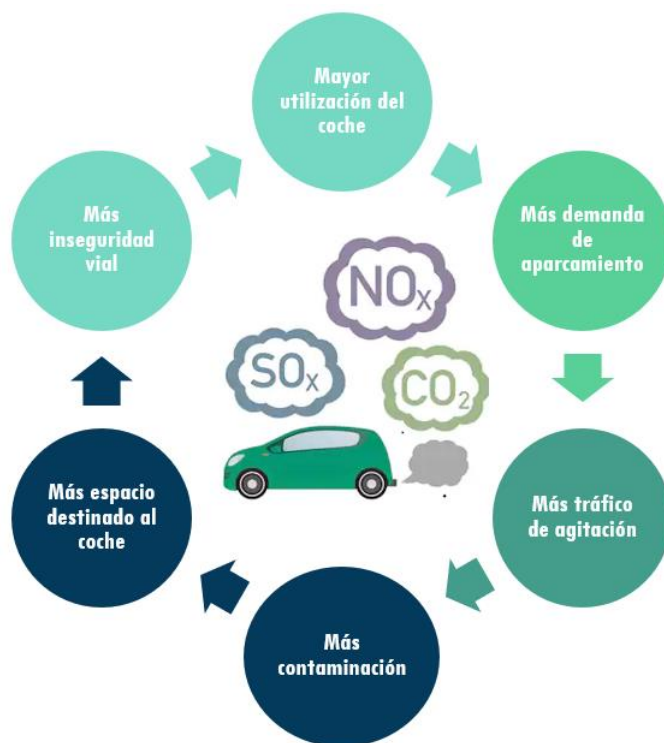 Mayor
utilización del
coche
Más demanda
de
aparcamiento
Más tráfico
de agitación
Más
contaminación
Más espacio
destinado al
coche
Más
inseguridad
vial
NOx
SOx
CO₂